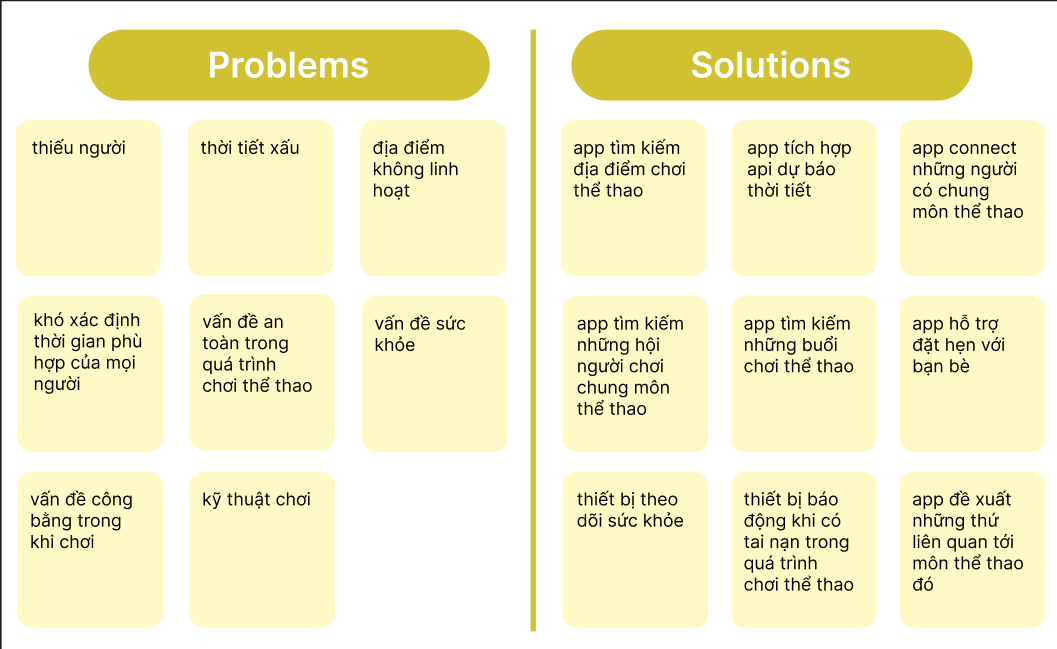 Problems
thiếu người
thời tiết xấu
địa điểm
không linh
hoạt
khó xác định
thời gian phù
hợp của mọi
người
vấn đề an
toàn trong
quá trình
chơi thể thao
vấn đề sức
khỏe
vấn đề công
bằng trong
khi chơi
kỹ thuật chơi
Solutions
app tìm kiếm
địa điểm chơi
thể thao
app tích hợp
api dự báo
thời tiết
app connect
những người
có chung
môn thể thao
app tìm kiếm
những hội
người chơi
chung môn
thể thao
app tìm kiếm
những buổi
chơi thể thao
app hỗ trợ
đặt hẹn với
bạn bè
thiết bị theo
dõi sức khỏe
thiết bị báo
động khi có
tai nạn trong
quá trình
chơi thể thao
app đề xuất
những thứ
liên quan tới
môn thể thao
đó